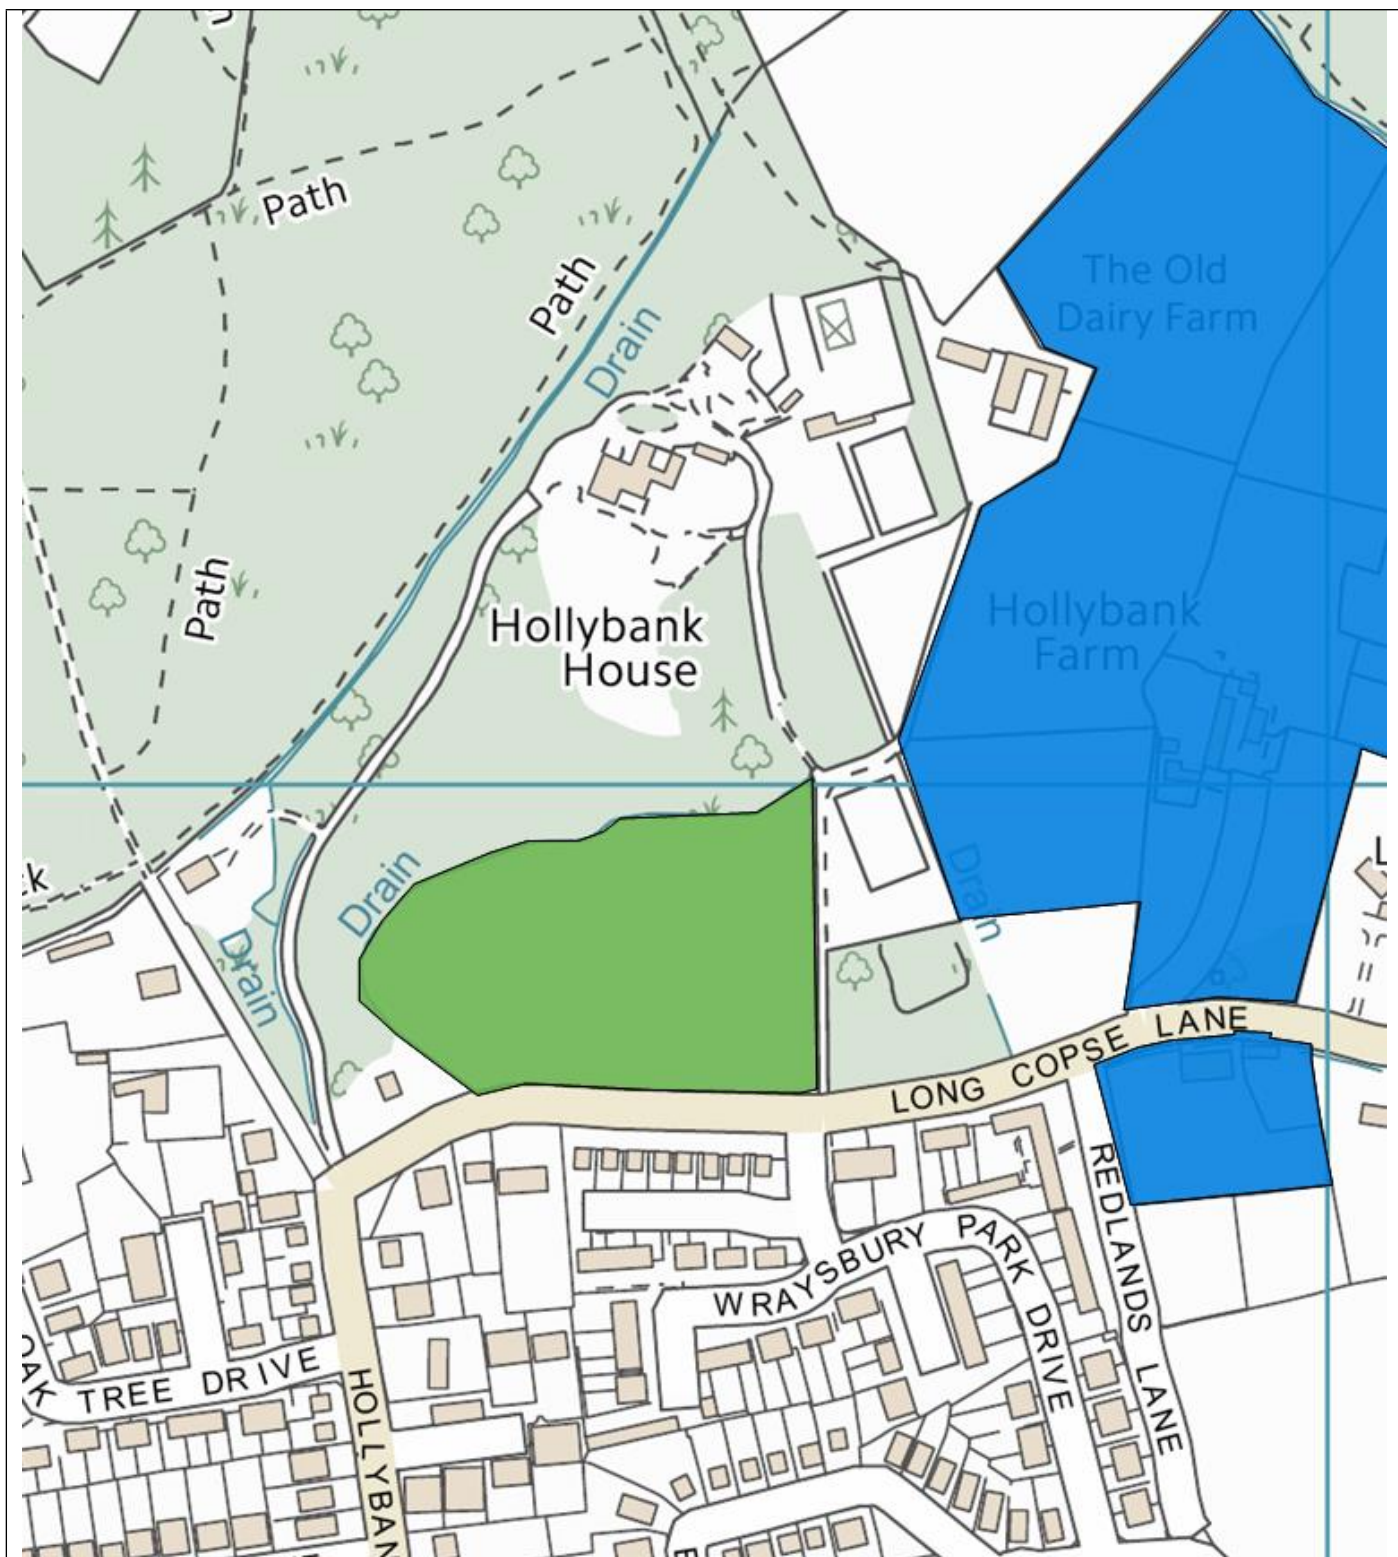 Path
Path
Drain
The Old
Dairy Farm
Path
Hollybank
House
Hollybank
Farm
Drain
Drain
Drain
LONG COPSE LANE
REDLANDS LANE
WRAYSBURY PARK DRIVE
OAK TREE DRIVE
HOLLYBAN